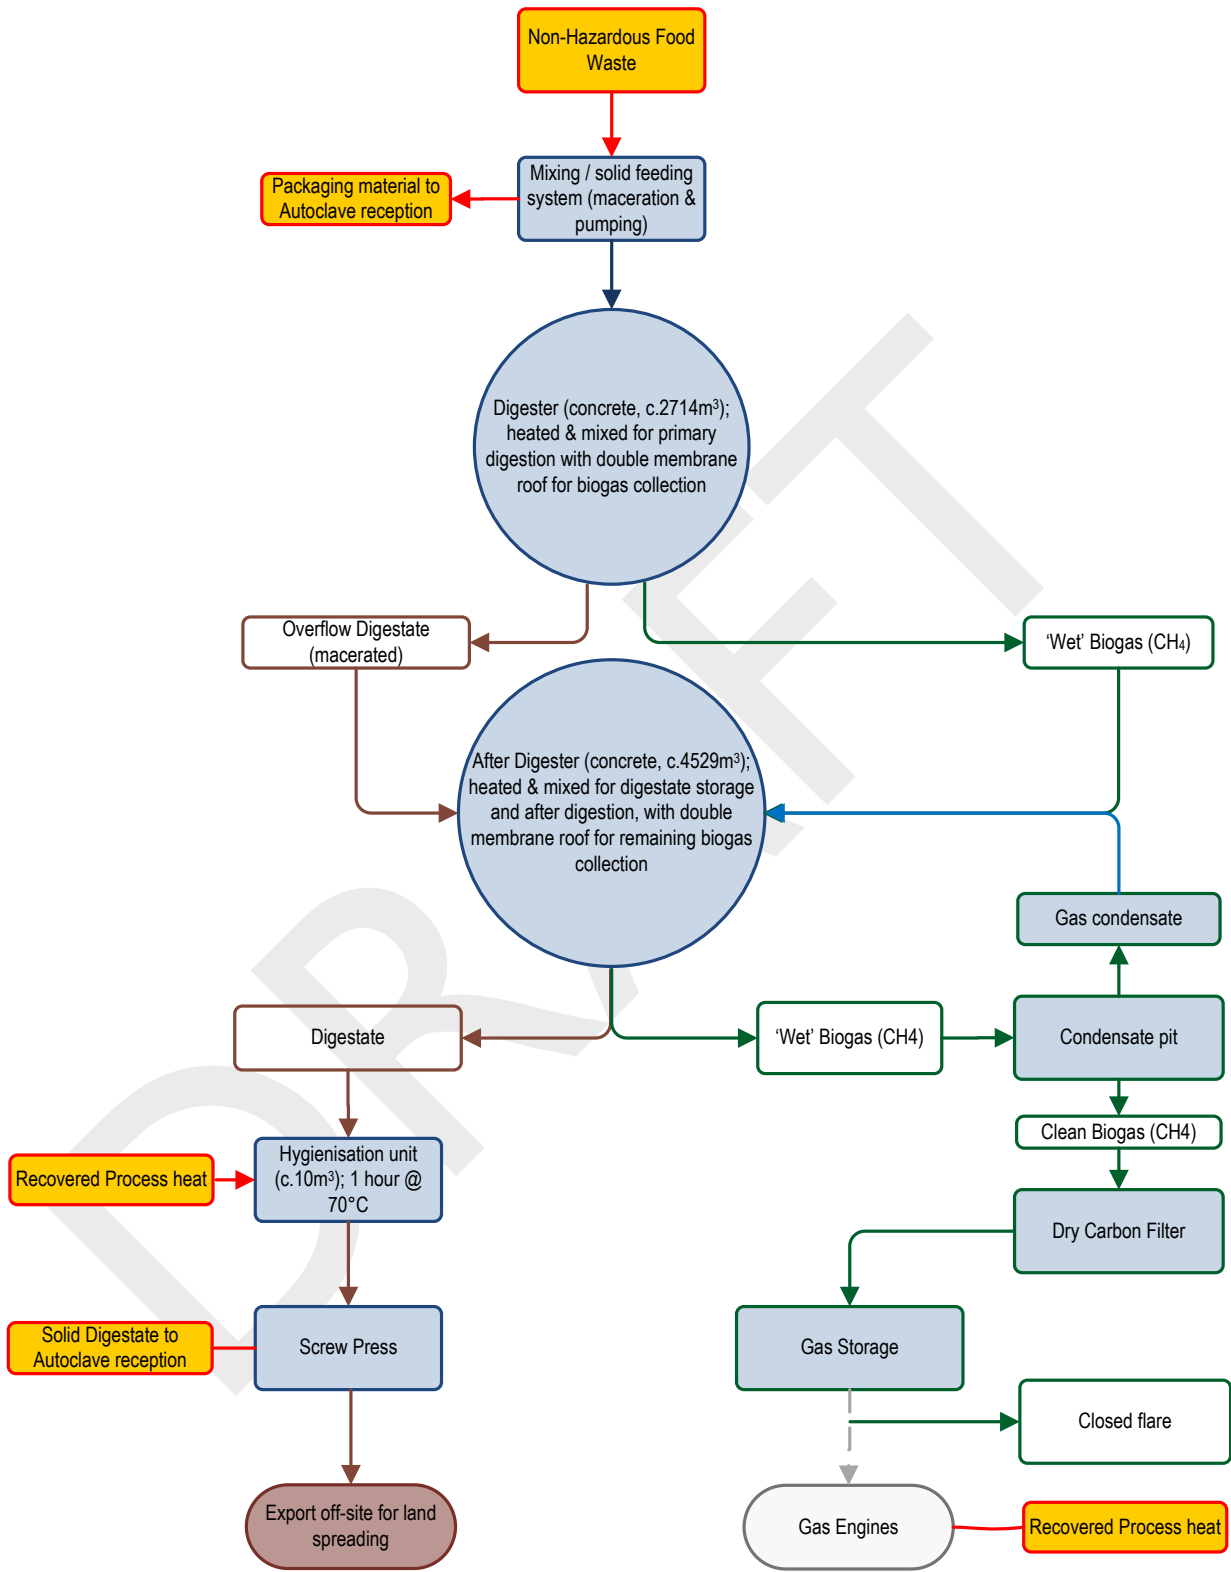 Non-Hazardous Food
Waste
Mixing / solid feeding
system (maceration &
pumping)
Packaging material to
Autoclave reception
Digester (concrete, c.2714m³);
heated & mixed for primary
digestion with double membrane
roof for biogas collection
Overflow Digestate
(macerated)
‘Wet’ Biogas (CH₄)
After Digester (concrete, c.4529m³);
heated & mixed for digestate storage
and after digestion, with double
membrane roof for remaining biogas
collection
Gas condensate
Digestate
‘Wet’ Biogas (CH4)
Condensate pit
Clean Biogas (CH4)
Recovered Process heat
Hygienisation unit
(c.10m³); 1 hour @
70°C
Dry Carbon Filter
Solid Digestate to
Autoclave reception
Screw Press
Gas Storage
Closed flare
Export off-site for land
spreading
Gas Engines
Recovered Process heat
DRAFT